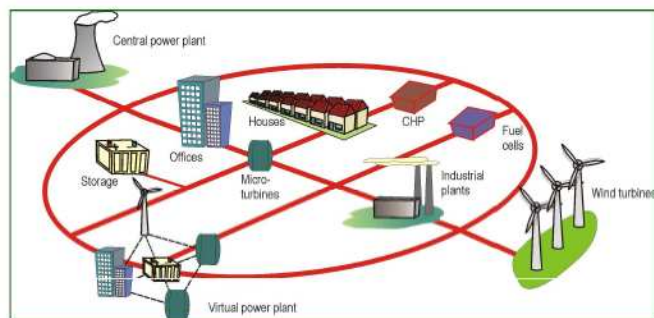 Central power plant
Houses
CHP
Offices
Fuel
cells
Storage
Micro-
turbines
Industrial
plants
Wind turbines
Virtual power plant